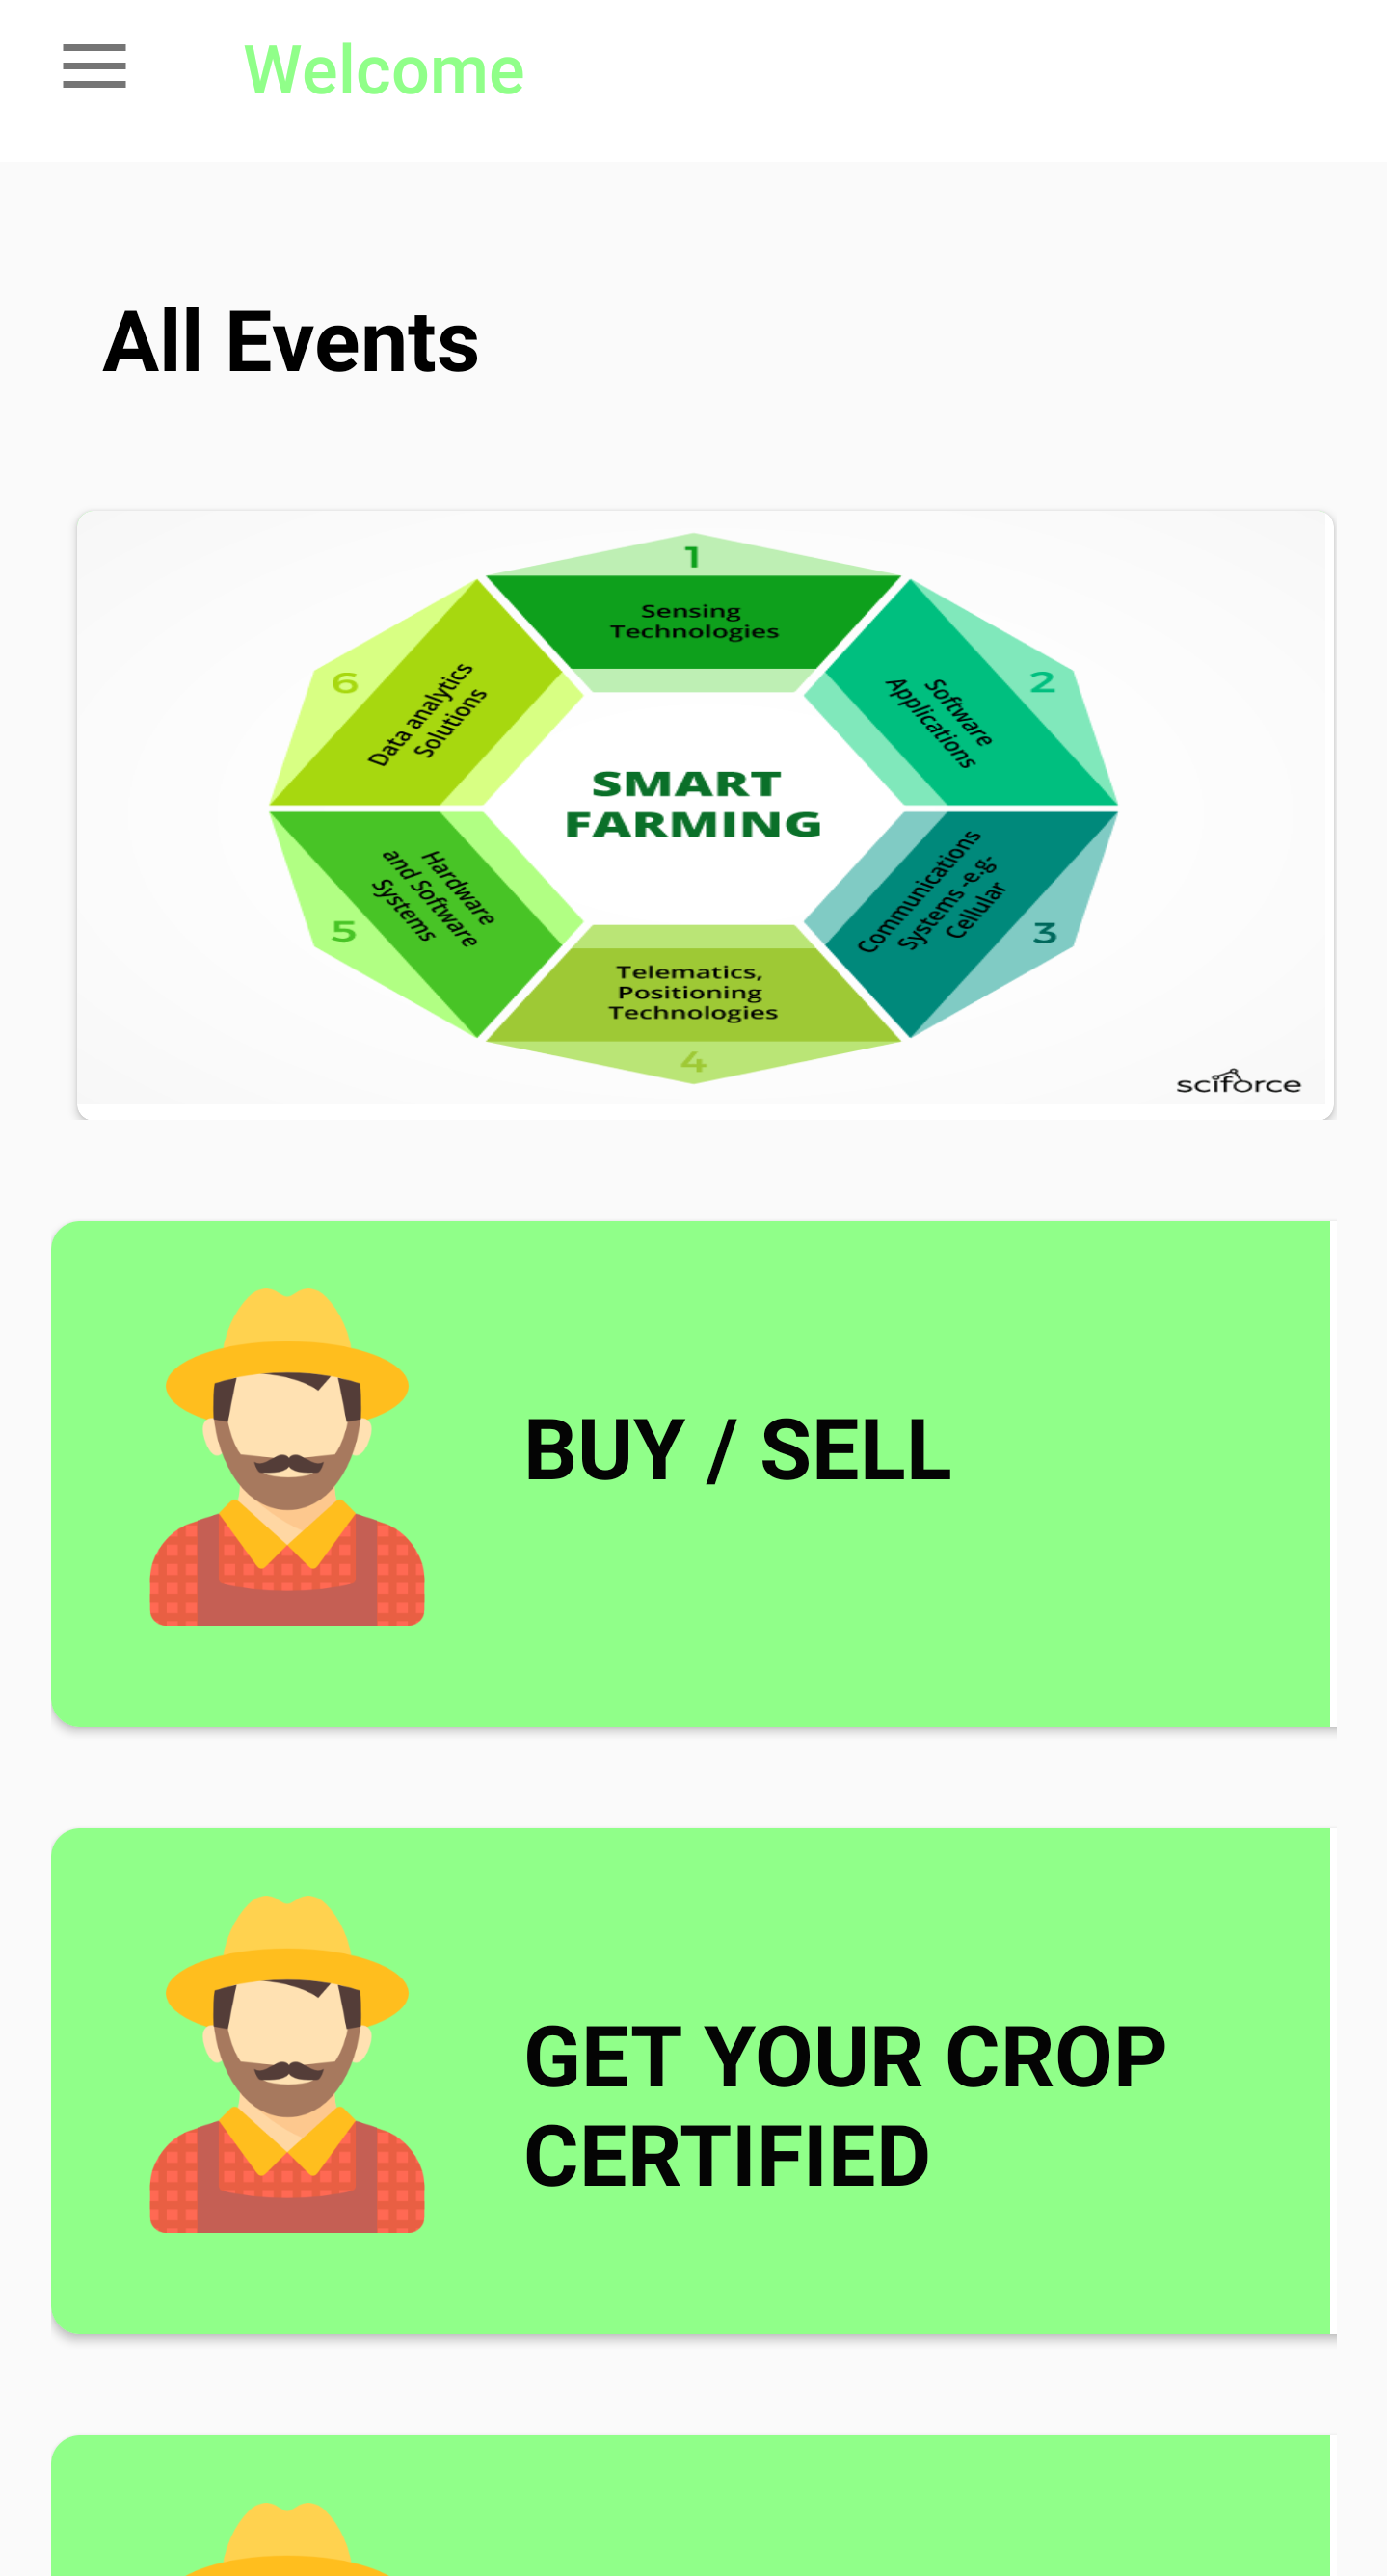 Welcome
All Events
1
Sensing
Technologies
2
Software
Applications
3
Communications
Systems -e.g-
Cellular
4
Telematics,
Positioning
Technologies
5
Hardware
and Software
Systems
6
Data analytics
Solutions
SMART
FARMING
sciforce
BUY / SELL
GET YOUR CROP
CERTIFIED